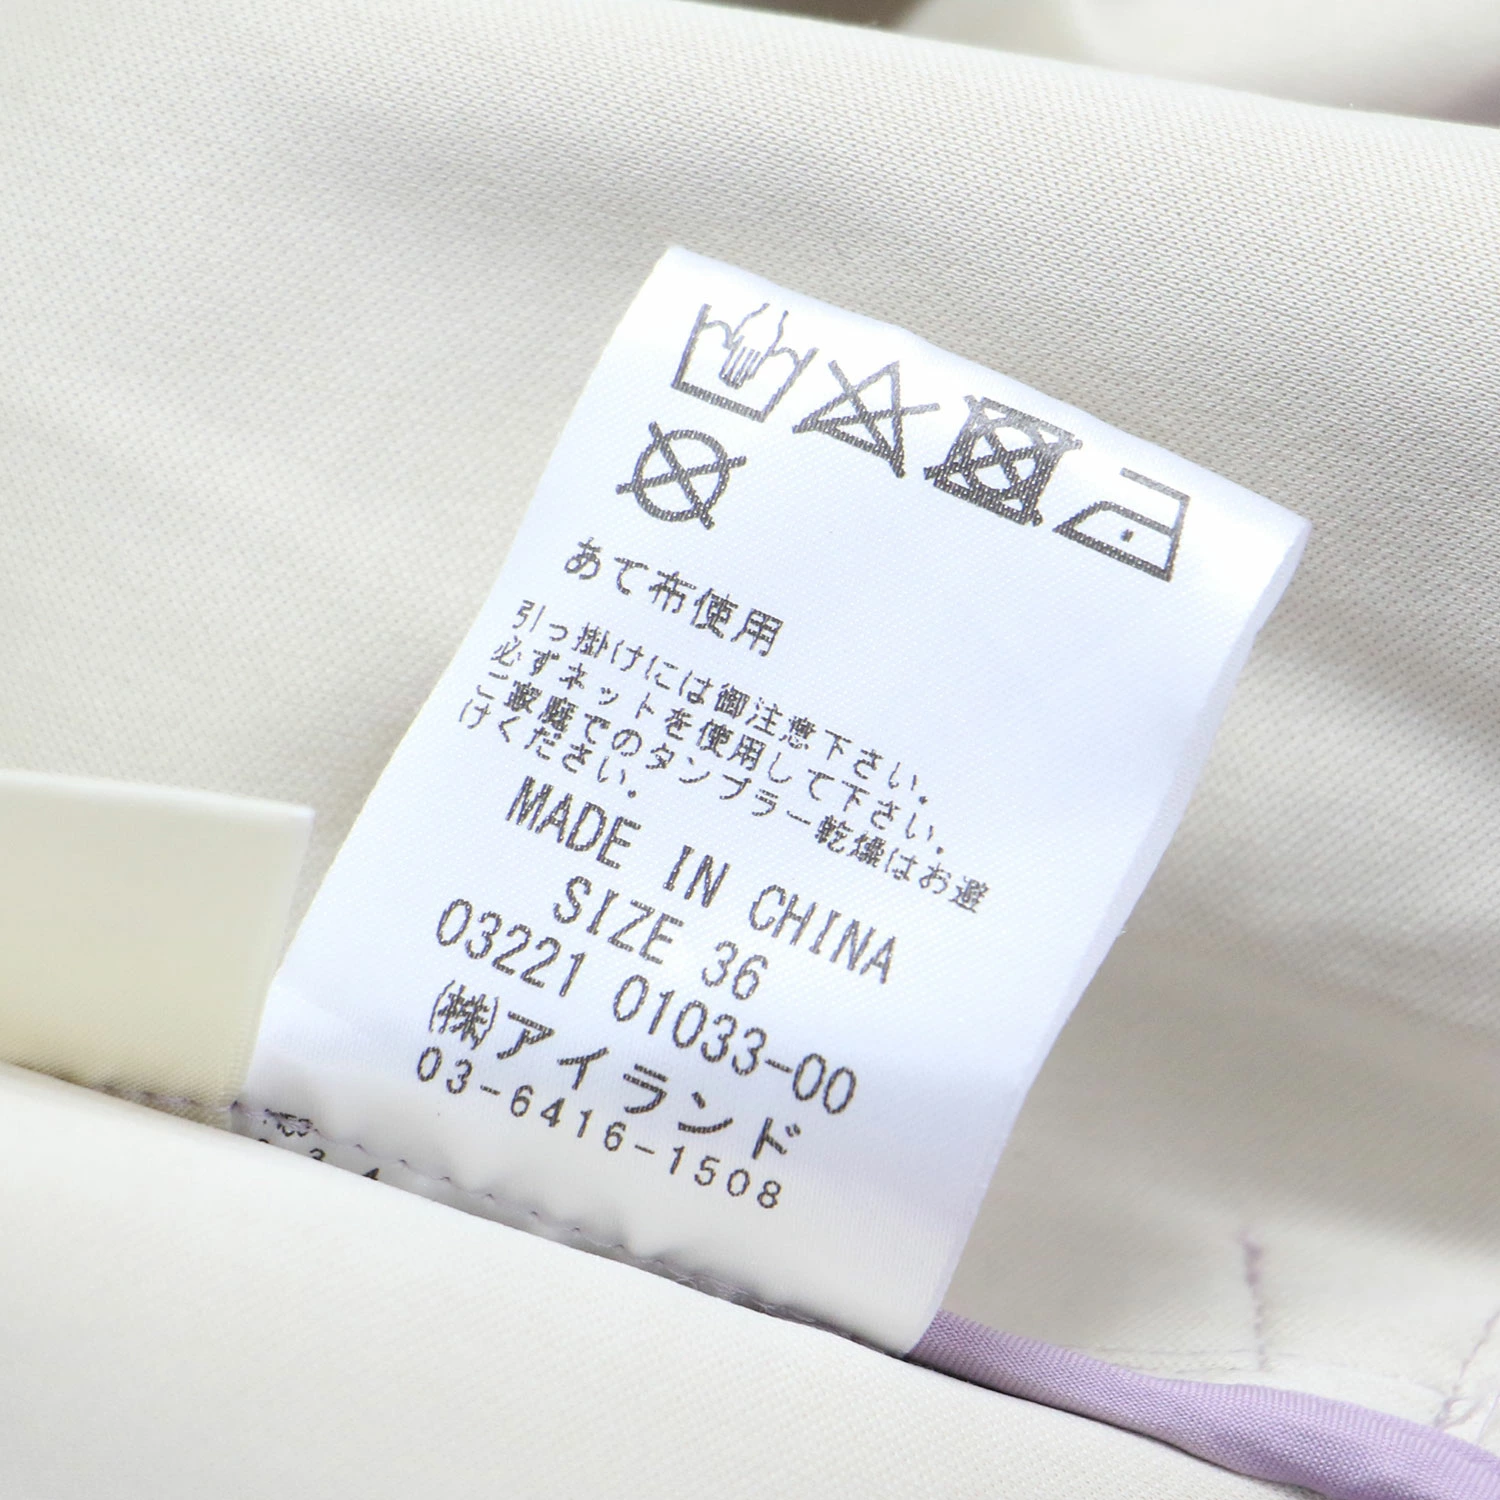 あて布使用
引っ掛けには御注意下さい。
必ずネットを使用して下さい。
ご家庭でのタンブラー乾燥はお避
けください。
MADE IN CHINA
SIZE 36
03221 01033-00
(株)アイランド
03-6416-1508